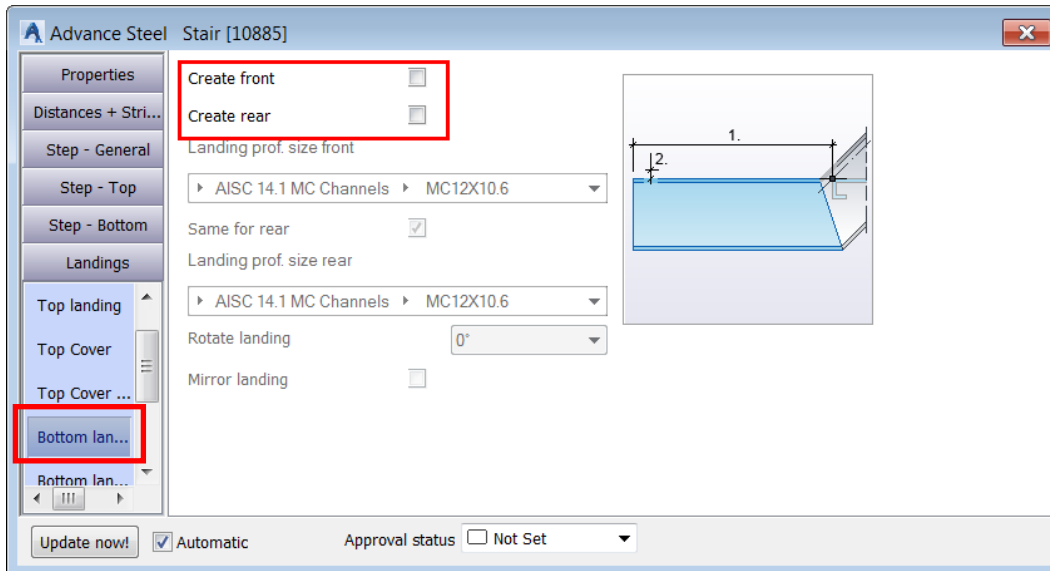 Advance Steel Stair [10885]
Properties
Distances + Stri...
Step - General
Step - Top
Step - Bottom
Landings
Top landing
Top Cover
Top Cover ...
Bottom lan...
Bottom lan...
Create front
Create rear
Landing prof. size front
AISC 14.1 MC Channels MC12X10.6
Same for rear
Landing prof. size rear
AISC 14.1 MC Channels MC12X10.6
Rotate landing 0°
Mirror landing
1.
2.
Update now! Automatic Approval status Not Set